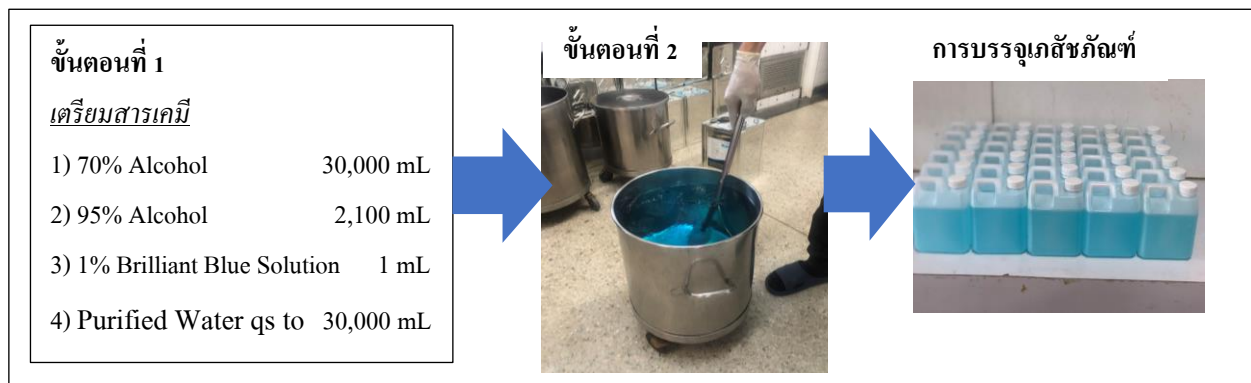 ขั้นตอนที่ 1
เตรียมสารเคมี
1) 70% Alcohol 30,000 mL
2) 95% Alcohol 2,100 mL
3) 1% Brilliant Blue Solution 1 mL
4) Purified Water qs to 30,000 mL
ขั้นตอนที่ 2
การบรรจุเภสัชภัณฑ์